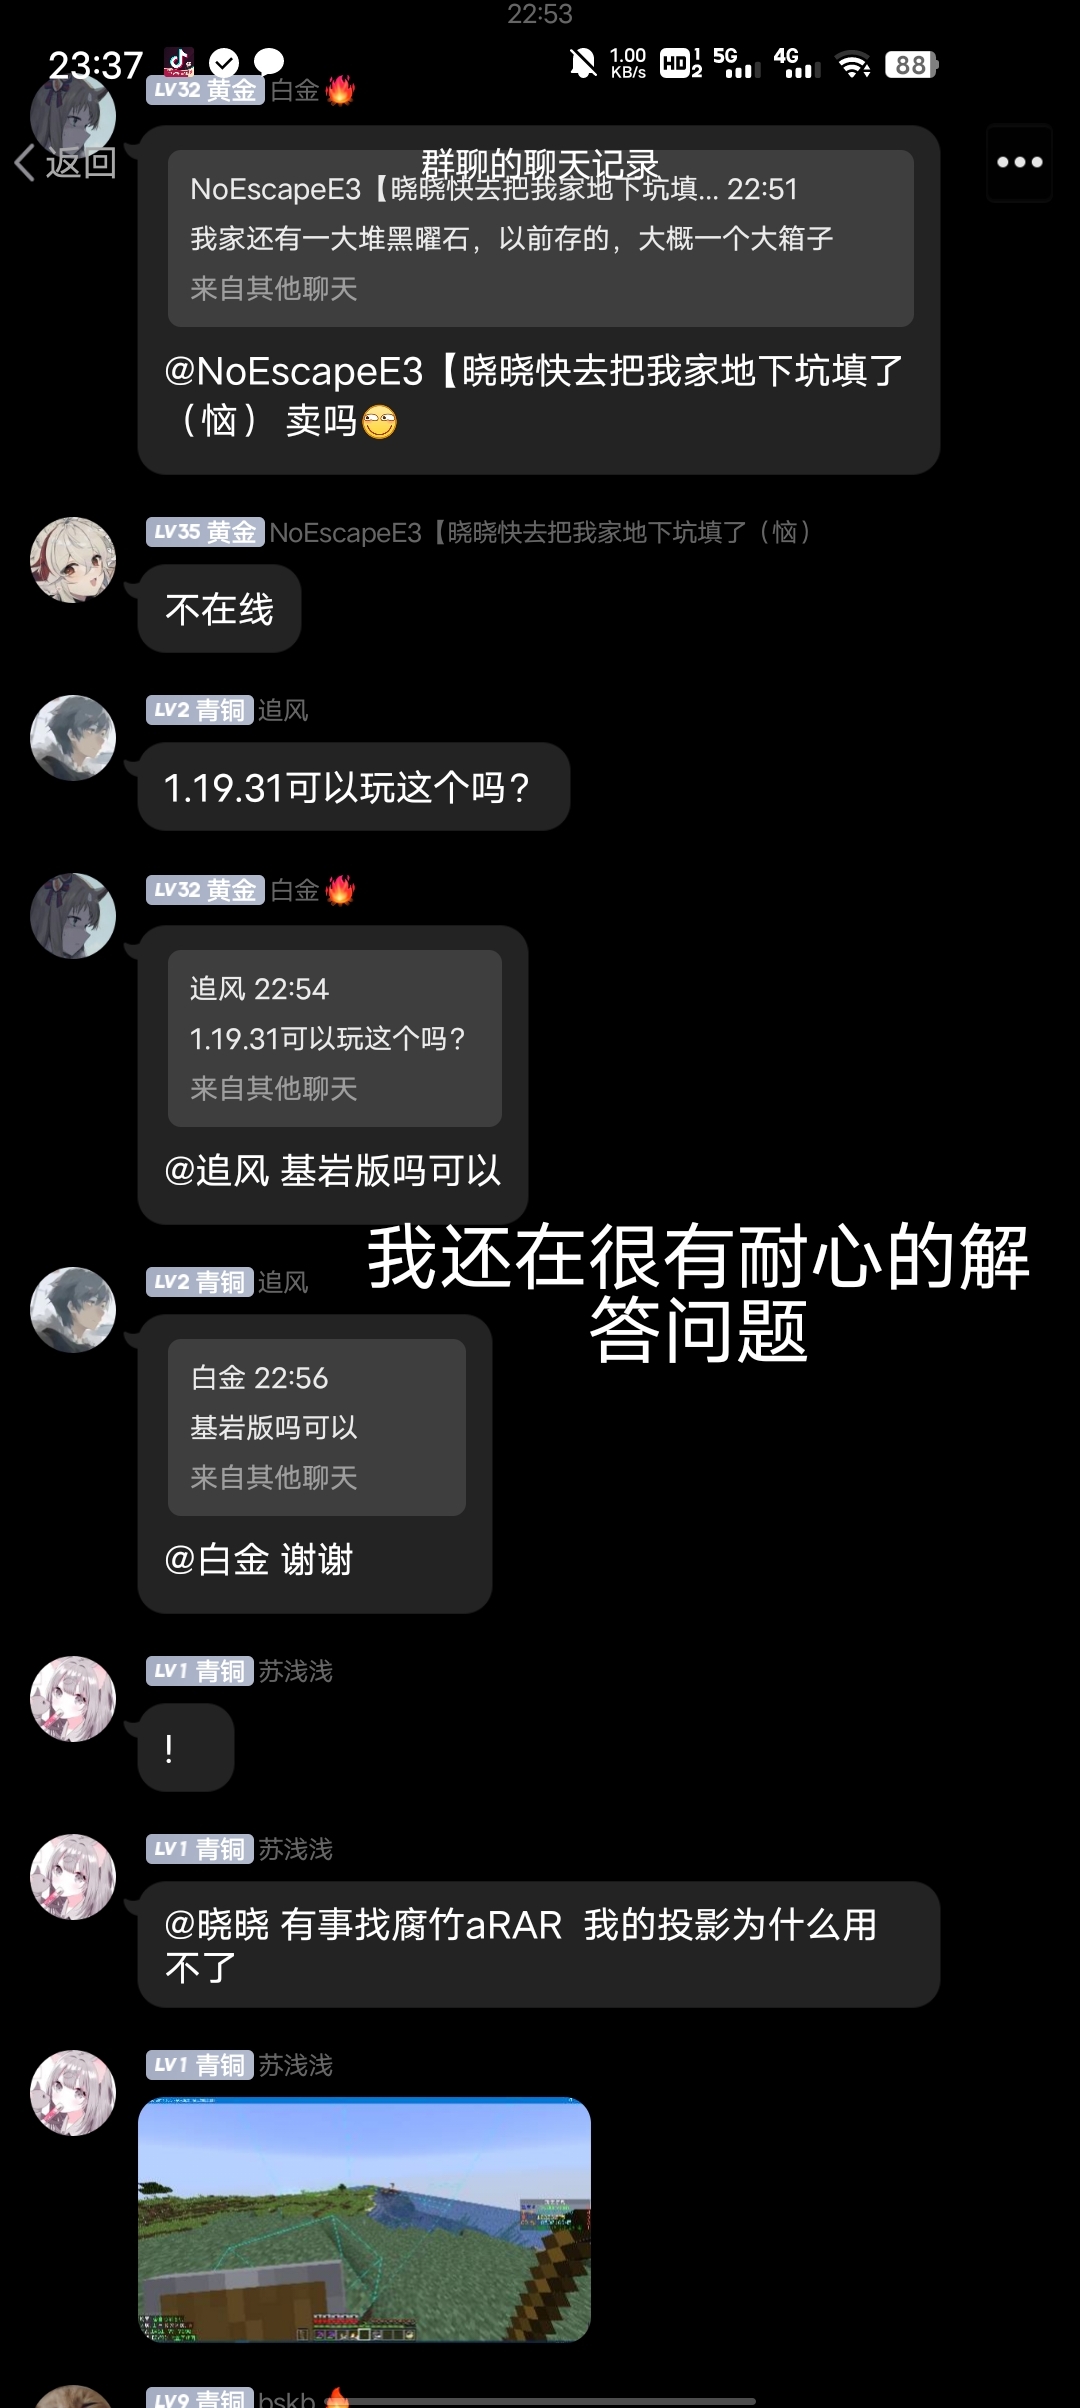 22:53
23:37
1.00
KB/s
HD 1 2
5G
4G
88
LV32 黄金 白金🔥
返回
群聊的聊天记录
NoEscapeE3【晓晓快去把我家地下坑填... 22:51
我家还有一大堆黑曜石，以前存的，大概一个大箱子
来自其他聊天
@NoEscapeE3【晓晓快去把我家地下坑填了
（恼） 卖吗
LV35 黄金 NoEscapeE3【晓晓快去把我家地下坑填了（恼）
不在线
LV2 青铜 追风
1.19.31可以玩这个吗？
LV32 黄金 白金🔥
追风 22:54
1.19.31可以玩这个吗？
来自其他聊天
@追风 基岩版吗可以
我还在很有耐心的解
答问题
LV2 青铜 追风
白金 22:56
基岩版吗可以
来自其他聊天
@白金 谢谢
LV1 青铜 苏浅浅
！
LV1 青铜 苏浅浅
@晓晓 有事找腐竹aRAR 我的投影为什么用
不了
LV1 青铜 苏浅浅
LV9 青铜 bskb 🔥